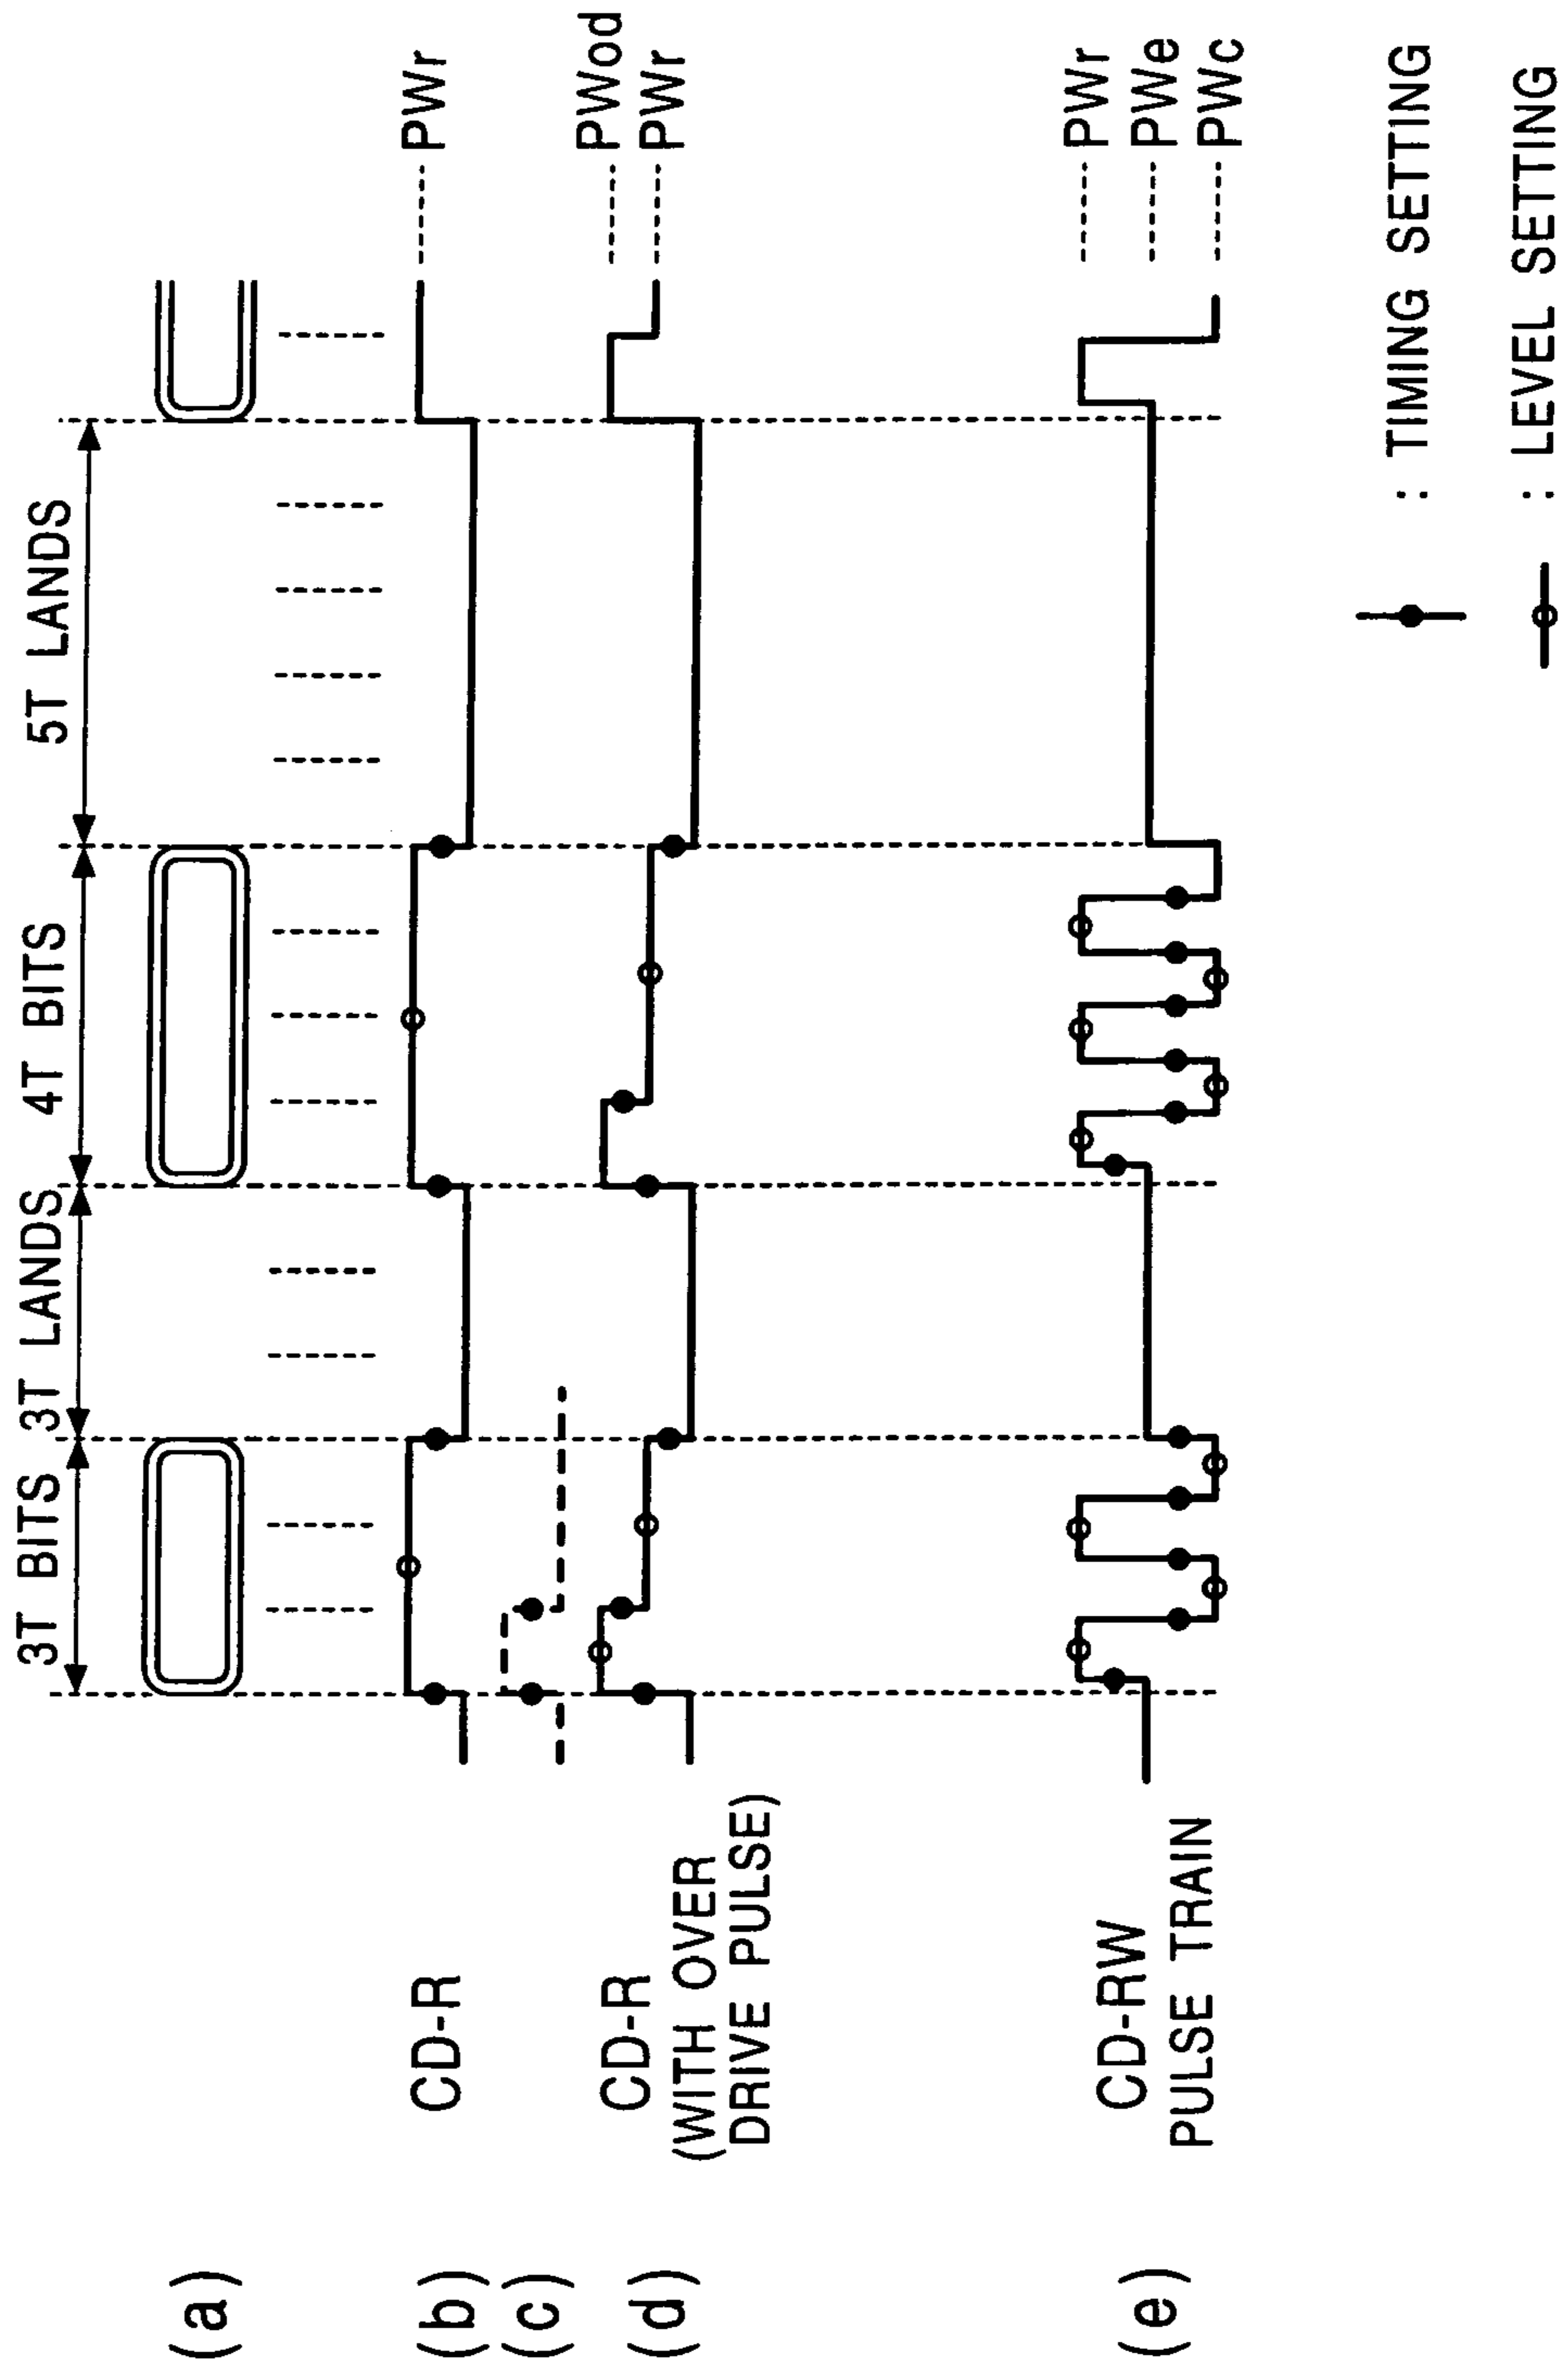 3T BITS 3T LANDS 4T BITS 5T LANDS
(a)
(b) CD-R PWr
(c)
(d) CD-R PWod
(WITH OVER PWr
DRIVE PULSE)
(e) CD-RW PWr
PULSE TRAIN PWe
PWc
: TIMING SETTING
: LEVEL SETTING